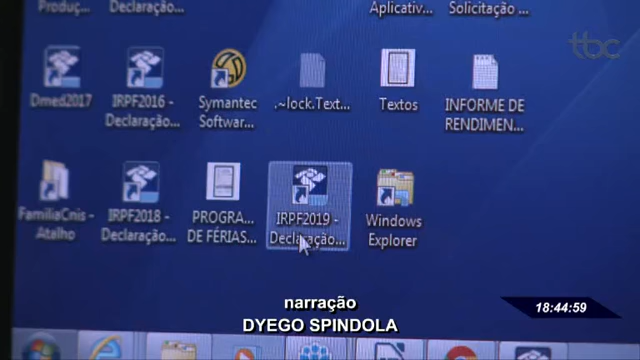 Produç... Declaração... Aplicativ... Solicitação ...
tbc
Dmed2017
IRPF2016 -
Declaração...
Symantec
Softwar...
.~lock.Text...
Textos
INFORME DE
RENDIMEN...
FamiliaCnis -
Atalho
IRPF2018 -
Declaração...
PROGRA...
DE FÉRIAS...
IRPF2019 -
Declaração...
Windows
Explorer
narração
DYEGO SPINDOLA
18:44:59